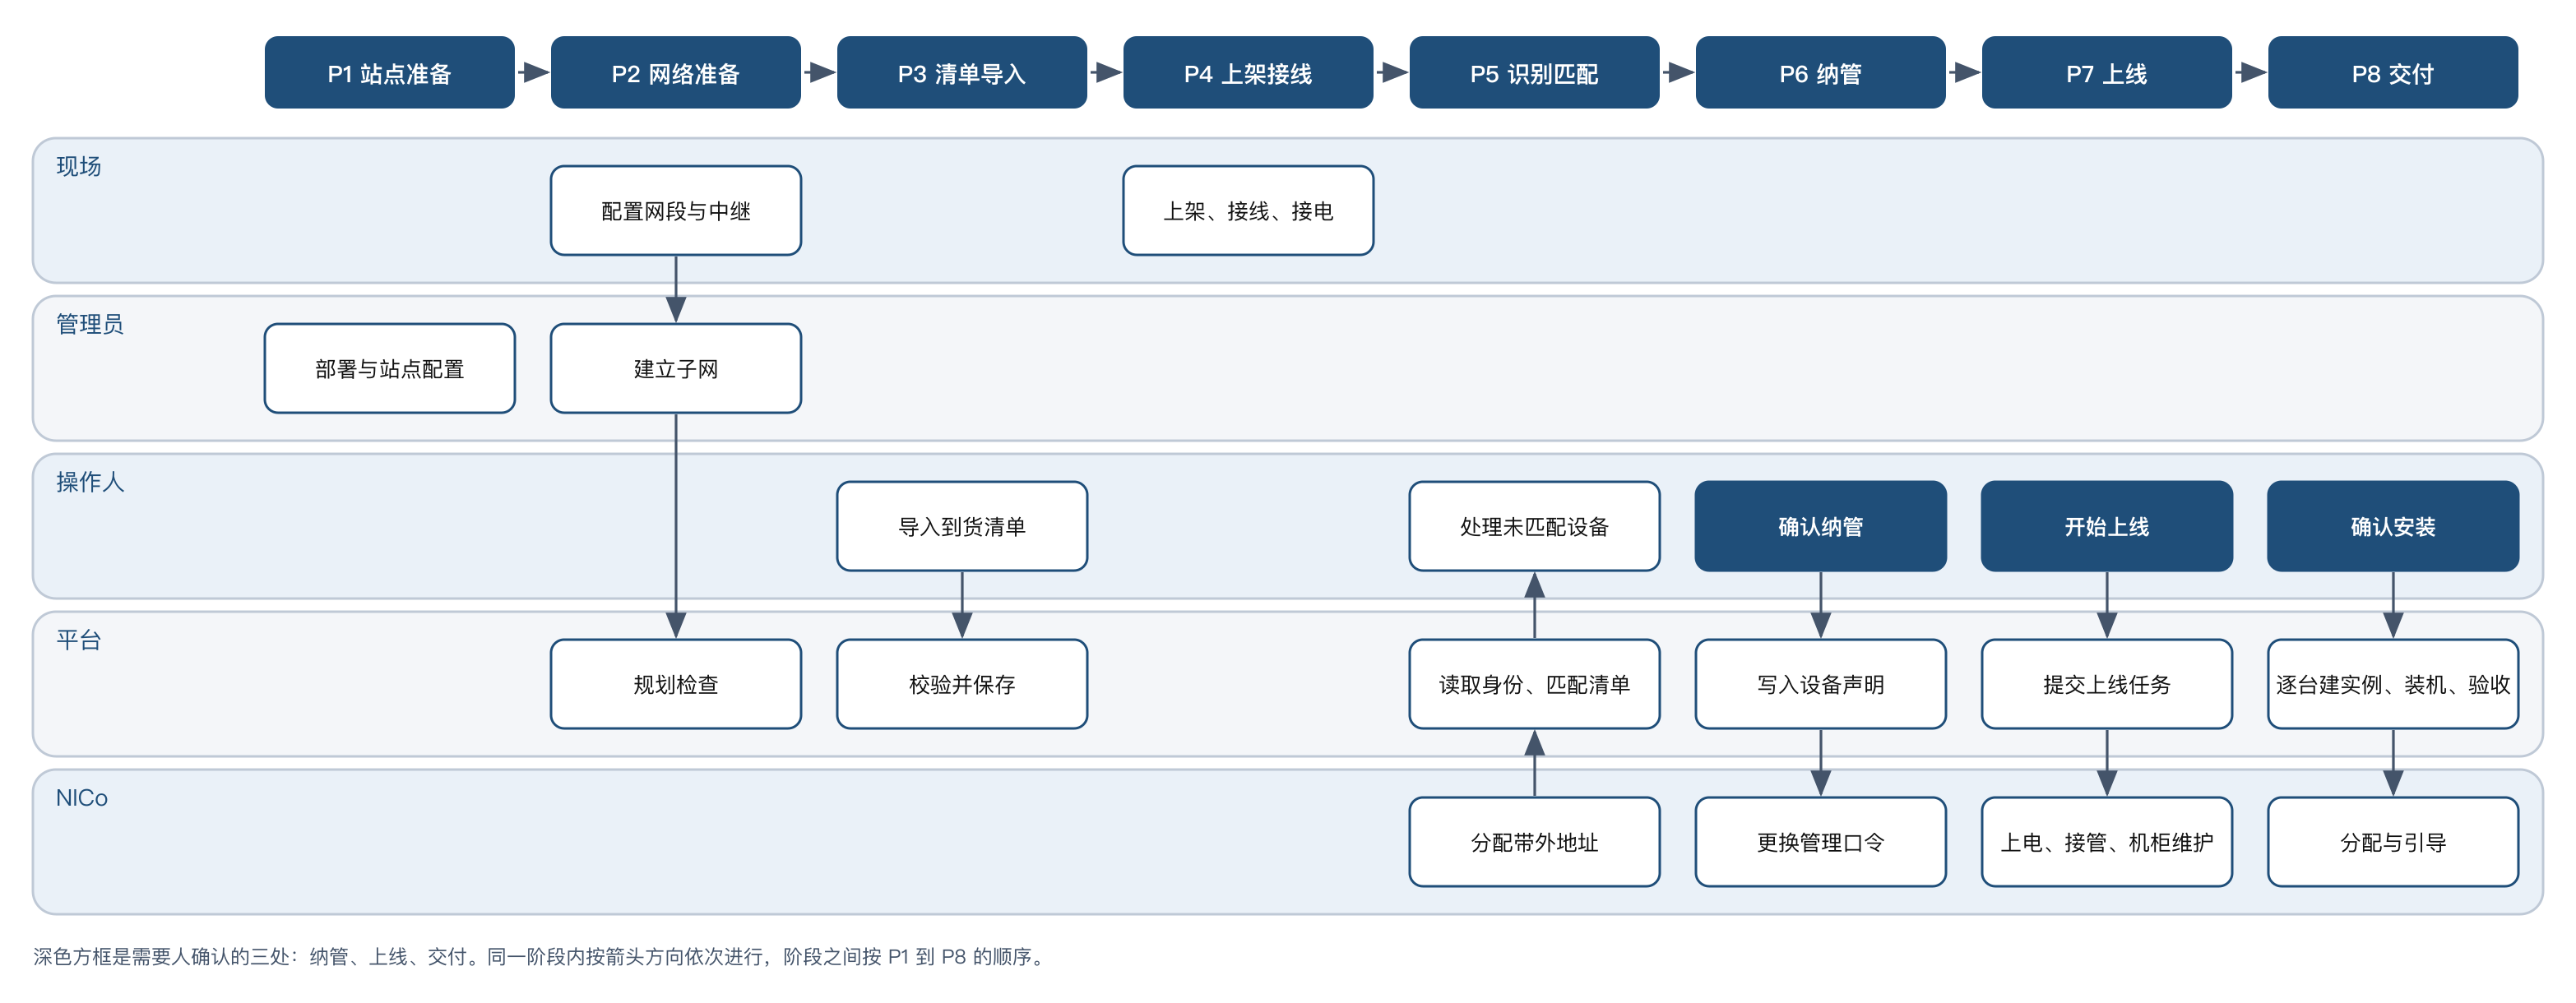 P1 站点准备
P2 网络准备
P3 清单导入
P4 上架接线
P5 识别匹配
P6 纳管
P7 上线
P8 交付
现场
配置网段与中继
上架、接线、接电
管理员
部署与站点配置
建立子网
操作人
导入到货清单
处理未匹配设备
确认纳管
开始上线
确认安装
平台
规划检查
校验并保存
读取身份、匹配清单
写入设备声明
提交上线任务
逐台建实例、装机、验收
NICo
分配带外地址
更换管理口令
上电、接管、机柜维护
分配与引导
深色方框是需要人确认的三处：纳管、上线、交付。同一阶段内按箭头方向依次进行，阶段之间按 P1 到 P8 的顺序。